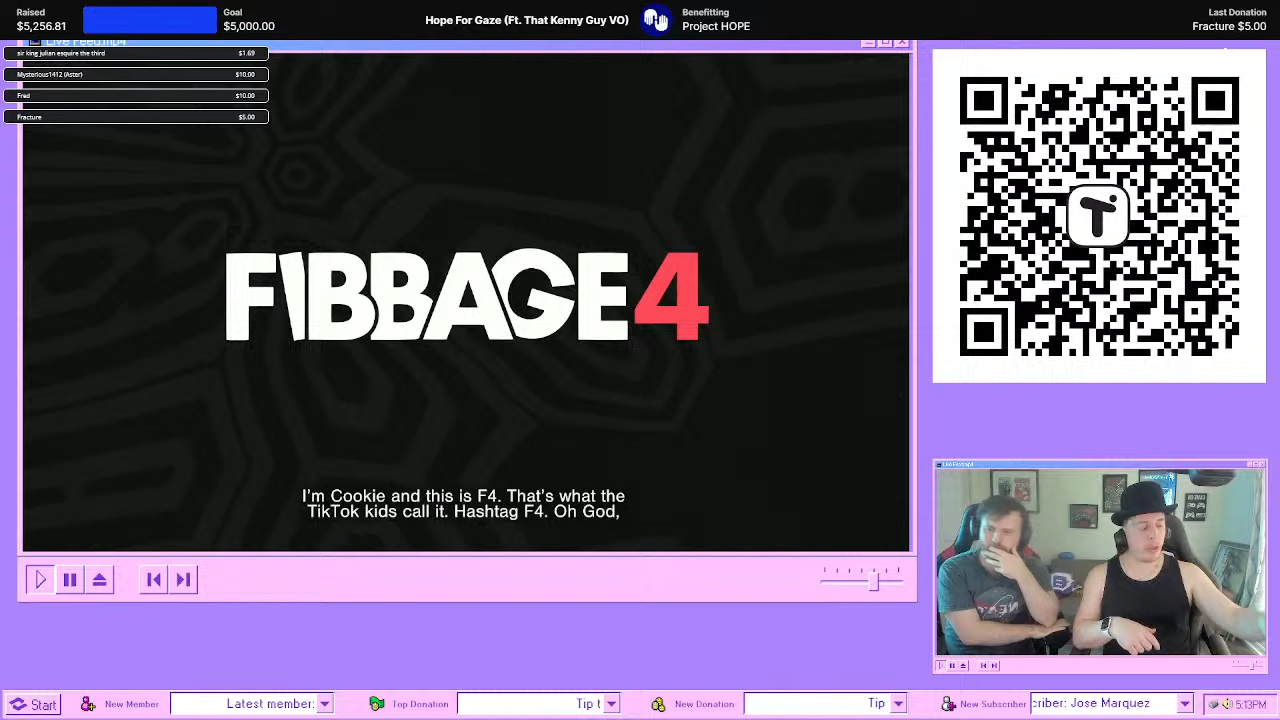 Raised
$5,256.81
Goal
$5,000.00
Hope For Gaze (Ft. That Kenny Guy VO)
Benefitting
Project HOPE
Last Donation
Fracture $5.00
Live Feed.mp4
sir king julian esquire the third $1.69
Mysterious1412 (Aster) $10.00
Fred $10.00
Fracture $5.00
FIBBAGE 4
I'm Cookie and this is F4. That's what the
TikTok kids call it. Hashtag F4. Oh God,
T
Start
New Member
Latest member:
Top Donation
Tip t
New Donation
Tip
New Subscriber
criber: Jose Marquez
5:13PM